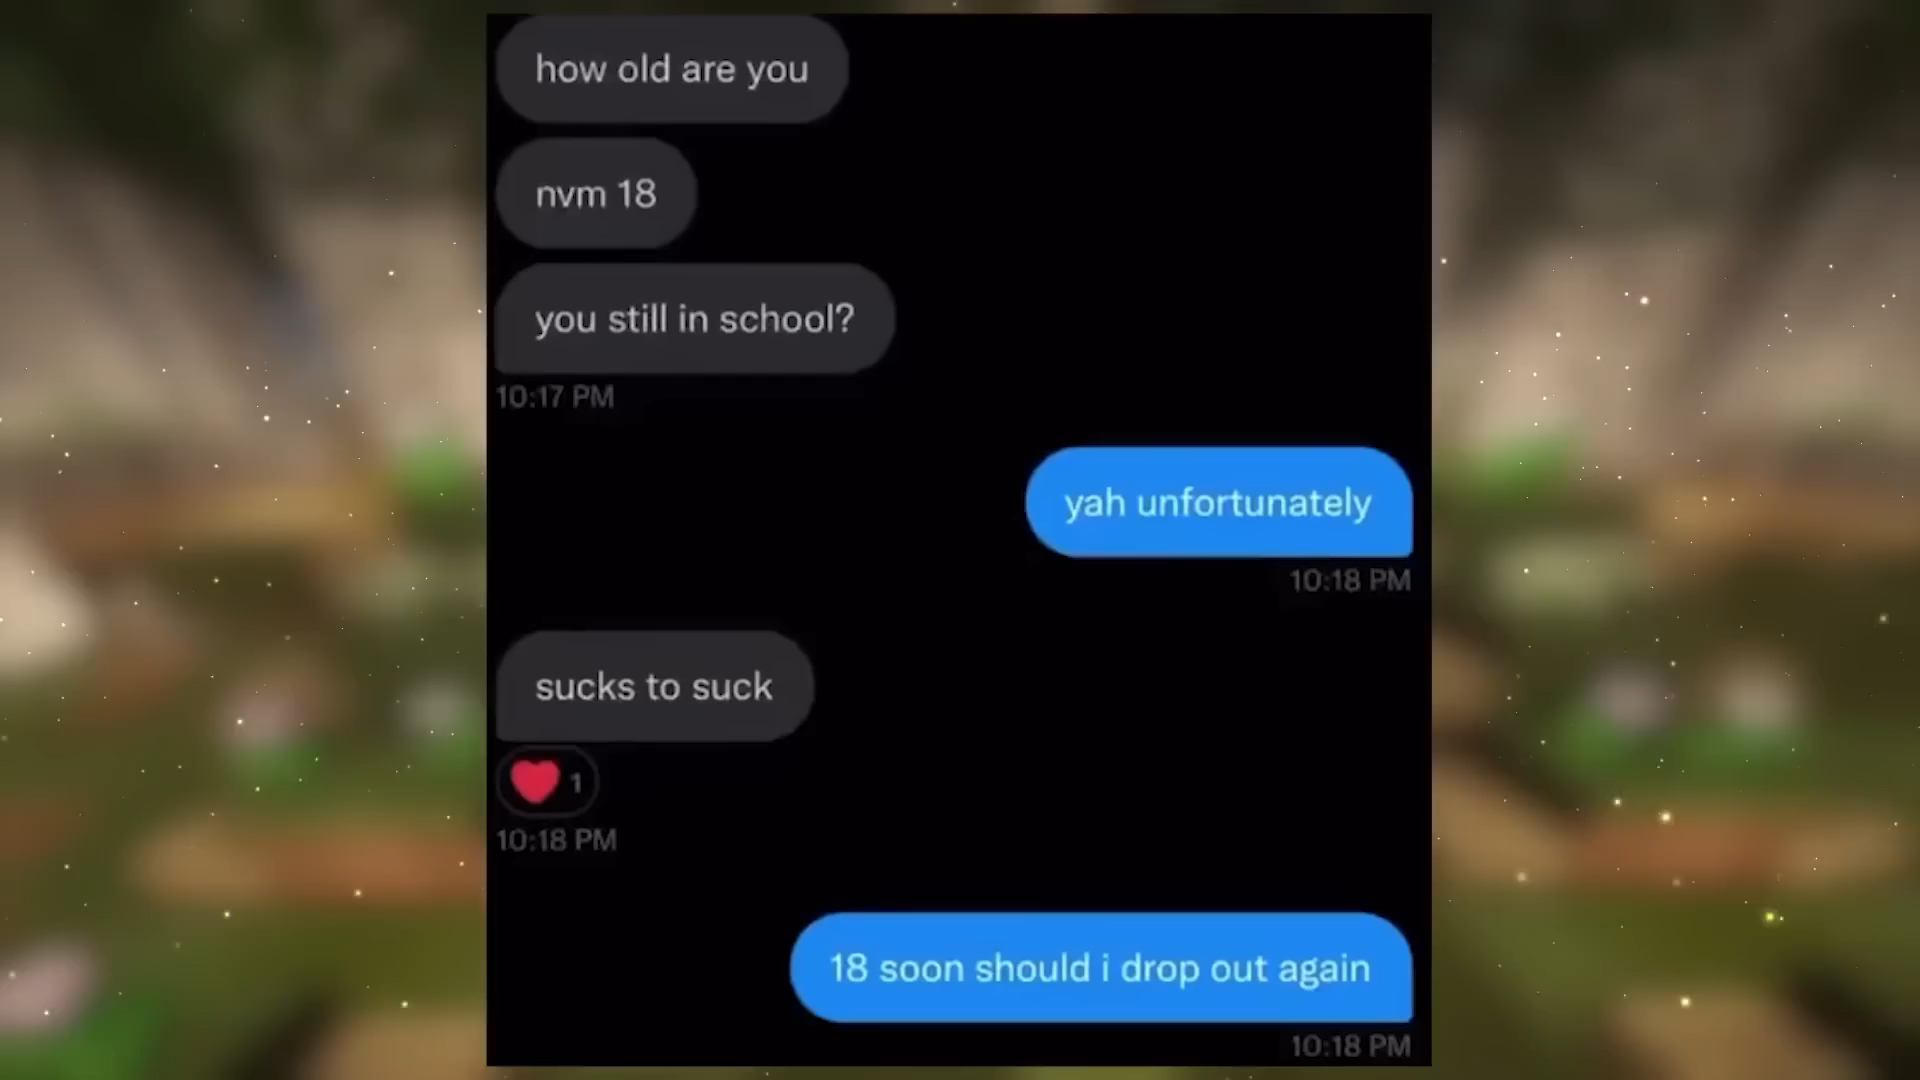 how old are you
nvm 18
you still in school?
10:17 PM
yah unfortunately
10:18 PM
sucks to suck
❤️ 1
10:18 PM
18 soon should i drop out again
10:18 PM